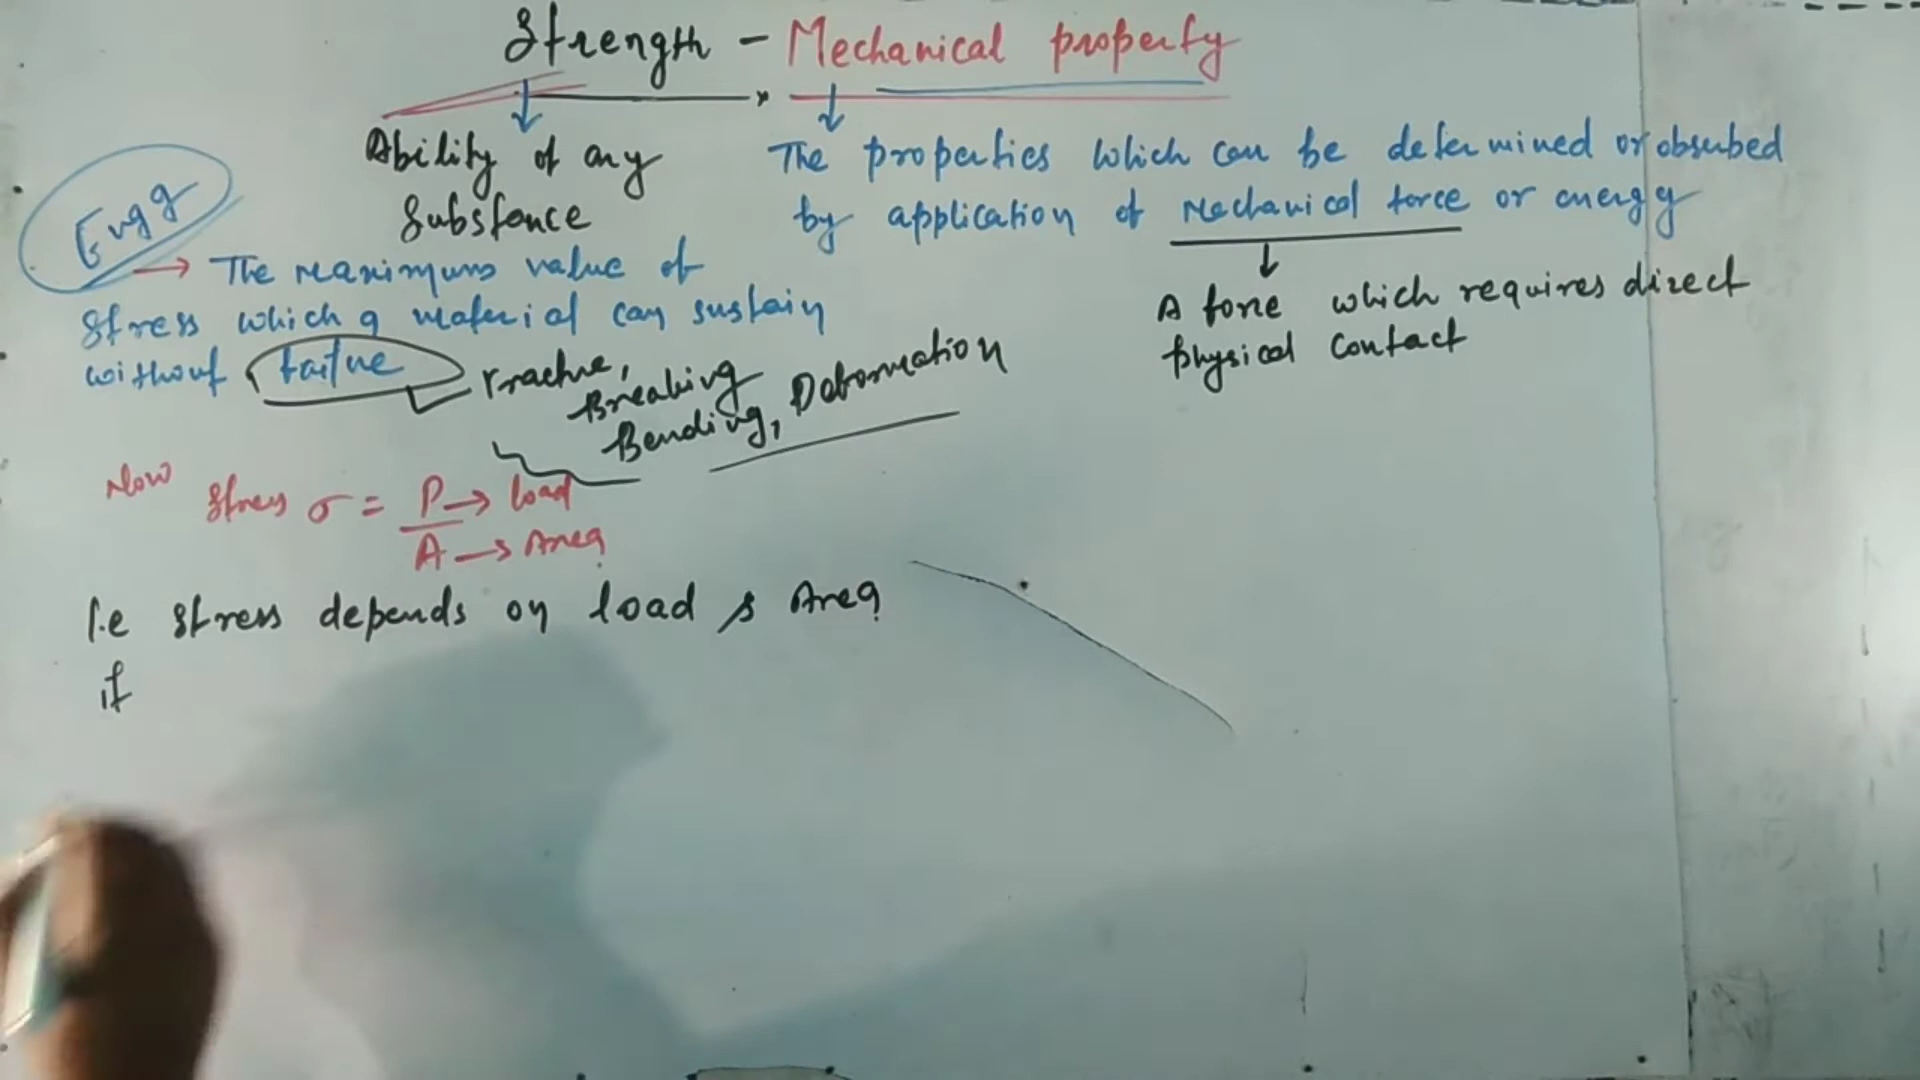 Strength - Mechanical property
Ability of any
Substance
The properties which can be determined or obserbed
by application of Mechanical force or energy
A force which requires direct
physical contact
Engg
→ The maximum value of
stress which a material can sustain
without failure
Fracture,
Breaking
Bending, Deformation
Now stress σ = P → load
A → Area
I.e stress depends on load & Area
if